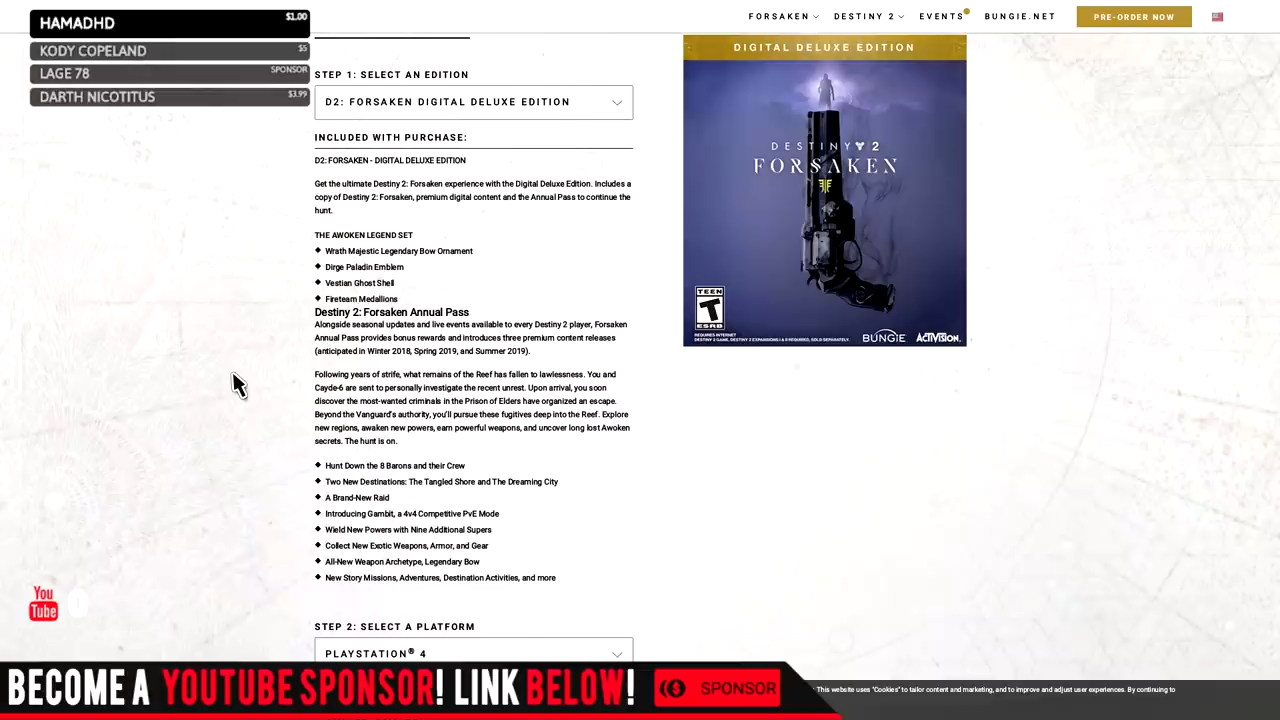 HAMADHD $1.00
KODY COPELAND $5
LAGE 78 SPONSOR
DARTH NICOTITUS $3.99
FORSAKEN DESTINY 2 EVENTS BUNGIE.NET PRE-ORDER NOW
STEP 1: SELECT AN EDITION
D2: FORSAKEN DIGITAL DELUXE EDITION
INCLUDED WITH PURCHASE:
D2: FORSAKEN - DIGITAL DELUXE EDITION
Get the ultimate Destiny 2: Forsaken experience with the Digital Deluxe Edition. Includes a
copy of Destiny 2: Forsaken, premium digital content and the Annual Pass to continue the
hunt.
THE AWOKEN LEGEND SET
Wrath Majestic Legendary Bow Ornament
Dirge Paladin Emblem
Vestian Ghost Shell
Fireteam Medallions
Destiny 2: Forsaken Annual Pass
Alongside seasonal updates and live events available to every Destiny 2 player, Forsaken
Annual Pass provides bonus rewards and introduces three premium content releases
(anticipated in Winter 2018, Spring 2019, and Summer 2019).
Following years of strife, what remains of the Reef has fallen to lawlessness. You and
Cayde-6 are sent to personally investigate the recent unrest. Upon arrival, you soon
discover the most-wanted criminals in the Prison of Elders have organized an escape.
Beyond the Vanguard's authority, you'll pursue these fugitives deep into the Reef. Explore
new regions, awaken new powers, earn powerful weapons, and uncover long lost Awoken
secrets. The hunt is on.
Hunt Down the 8 Barons and their Crew
Two New Destinations: The Tangled Shore and The Dreaming City
A Brand-New Raid
Introducing Gambit, a 4v4 Competitive PvE Mode
Wield New Powers with Nine Additional Supers
Collect New Exotic Weapons, Armor, and Gear
All-New Weapon Archetype, Legendary Bow
New Story Missions, Adventures, Destination Activities, and more
STEP 2: SELECT A PLATFORM
PLAYSTATION® 4
DIGITAL DELUXE EDITION
DESTINY 2
FORSAKEN
TEEN
T
ESRB
REQUIRES INTERNET
DESTINY 2 GAME, DESTINY 2 EXPANSIONS I & II REQUIRED, SOLD SEPARATELY.
BUNGIE ACTIVISION.
You
Tube
BECOME A YOUTUBE SPONSOR! LINK BELOW! SPONSOR
This website uses "Cookies" to tailor content and marketing, and to improve and adjust user experiences. By continuing to